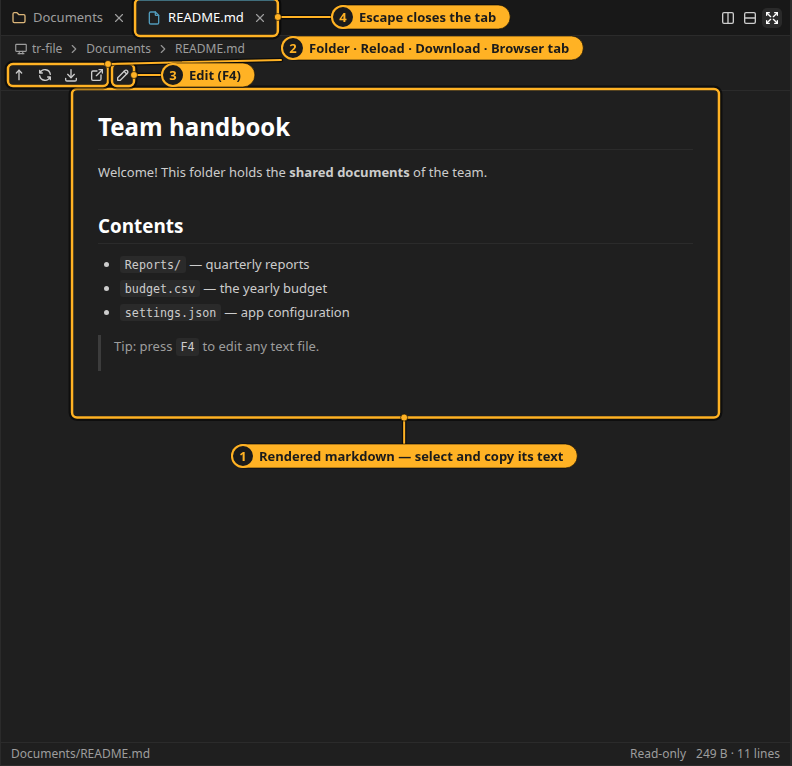 Documents
README.md
4 Escape closes the tab
tr-file > Documents > README.md
2 Folder · Reload · Download · Browser tab
3 Edit (F4)
Team handbook
Welcome! This folder holds the shared documents of the team.
Contents
• Reports/ — quarterly reports
• budget.csv — the yearly budget
• settings.json — app configuration
Tip: press F4 to edit any text file.
1 Rendered markdown — select and copy its text
Documents/README.md
Read-only 249 B · 11 lines